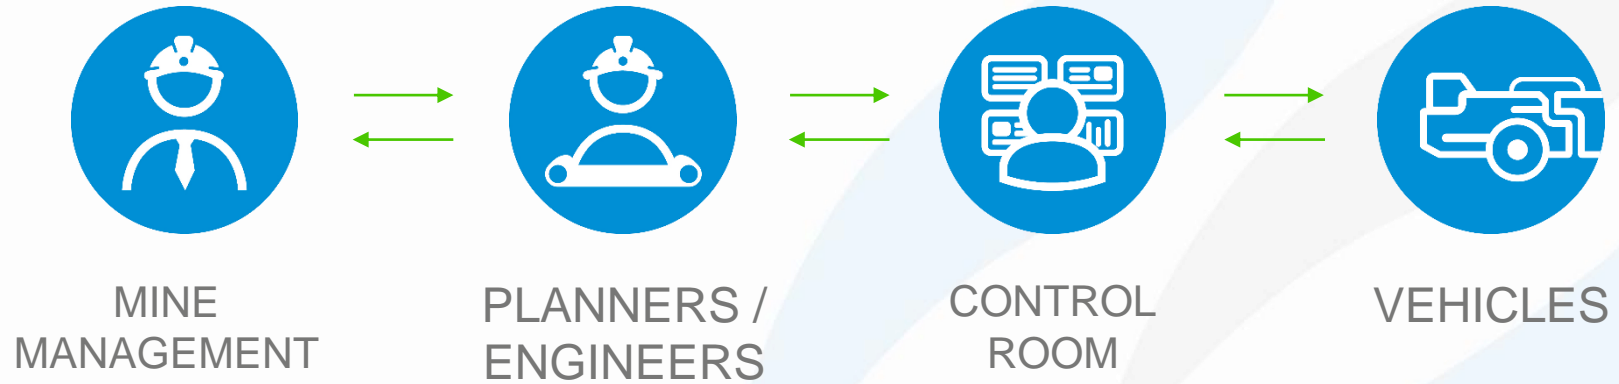 MINE
MANAGEMENT
PLANNERS /
ENGINEERS
CONTROL
ROOM
VEHICLES